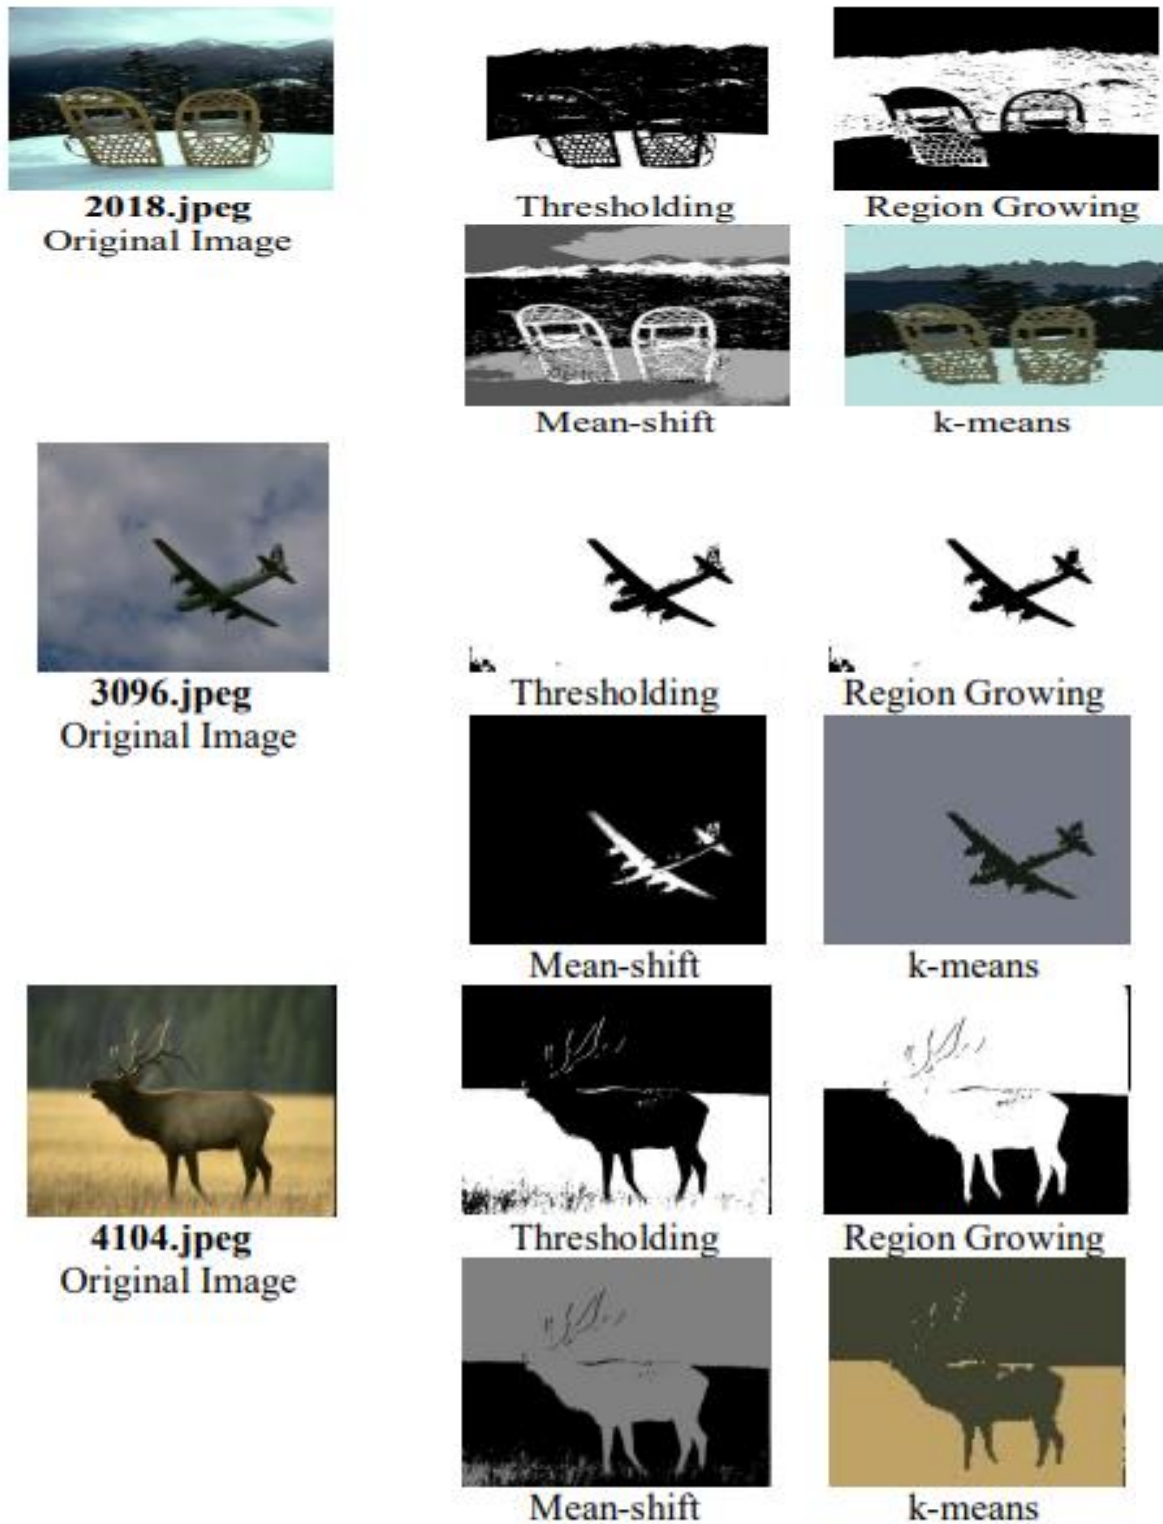 2018.jpeg
Original Image
Thresholding
Region Growing
Mean-shift
k-means
3096.jpeg
Original Image
Thresholding
Region Growing
Mean-shift
k-means
4104.jpeg
Original Image
Thresholding
Region Growing
Mean-shift
k-means